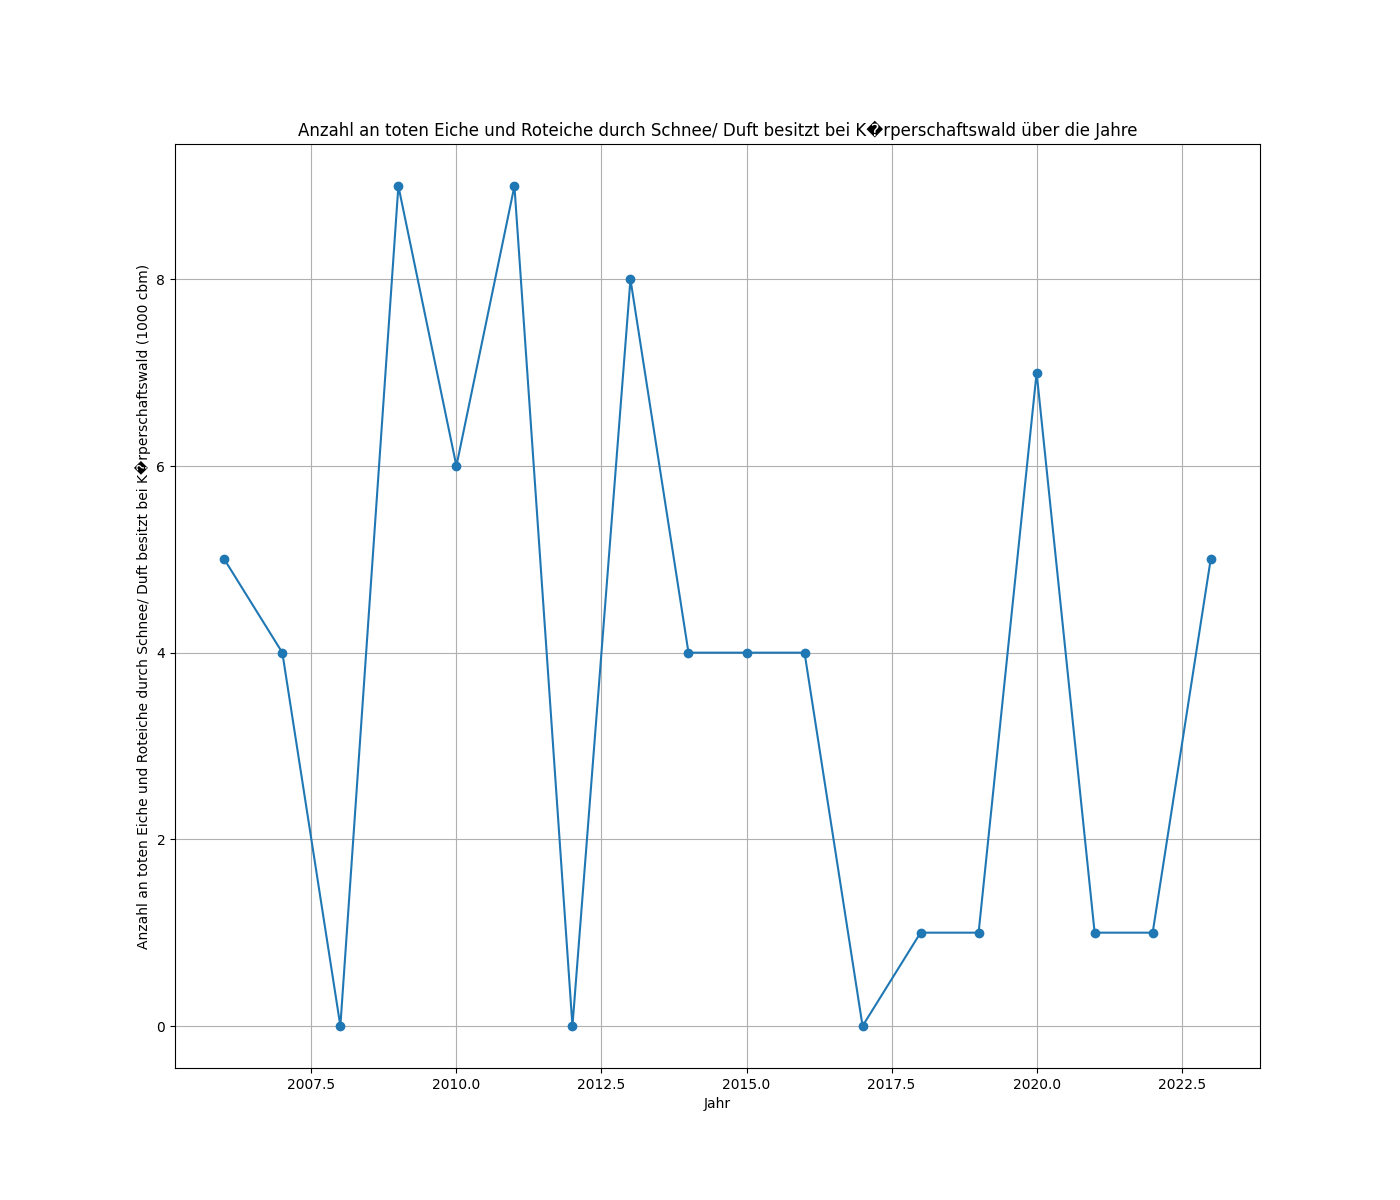 Anzahl an toten Eiche und Roteiche durch Schnee/ Duft besitzt bei K�rperschaftswald über die Jahre
Anzahl an toten Eiche und Roteiche durch Schnee/ Duft besitzt bei K�rperschaftswald (1000 cbm)
8
6
4
2
0
2007.5 2010.0 2012.5 2015.0 2017.5 2020.0 2022.5
Jahr